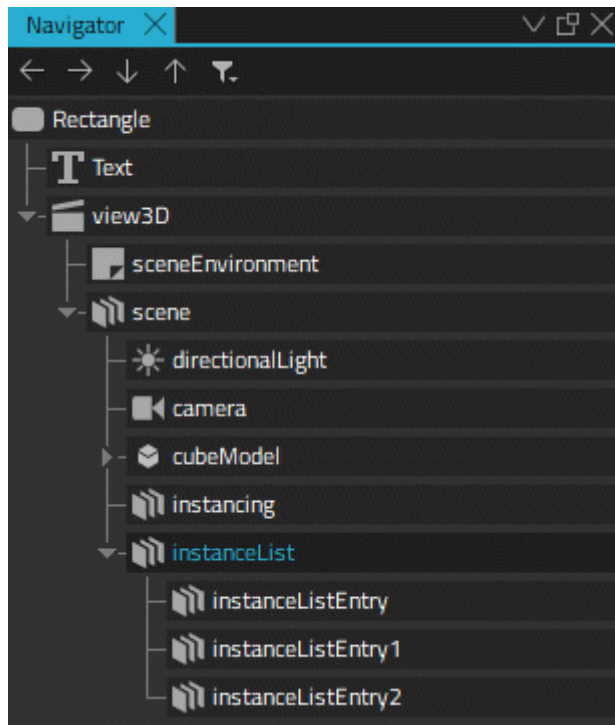 Navigator
Rectangle
Text
view3D
sceneEnvironment
scene
directionalLight
camera
cubeModel
instancing
instanceList
instanceListEntry
instanceListEntry1
instanceListEntry2